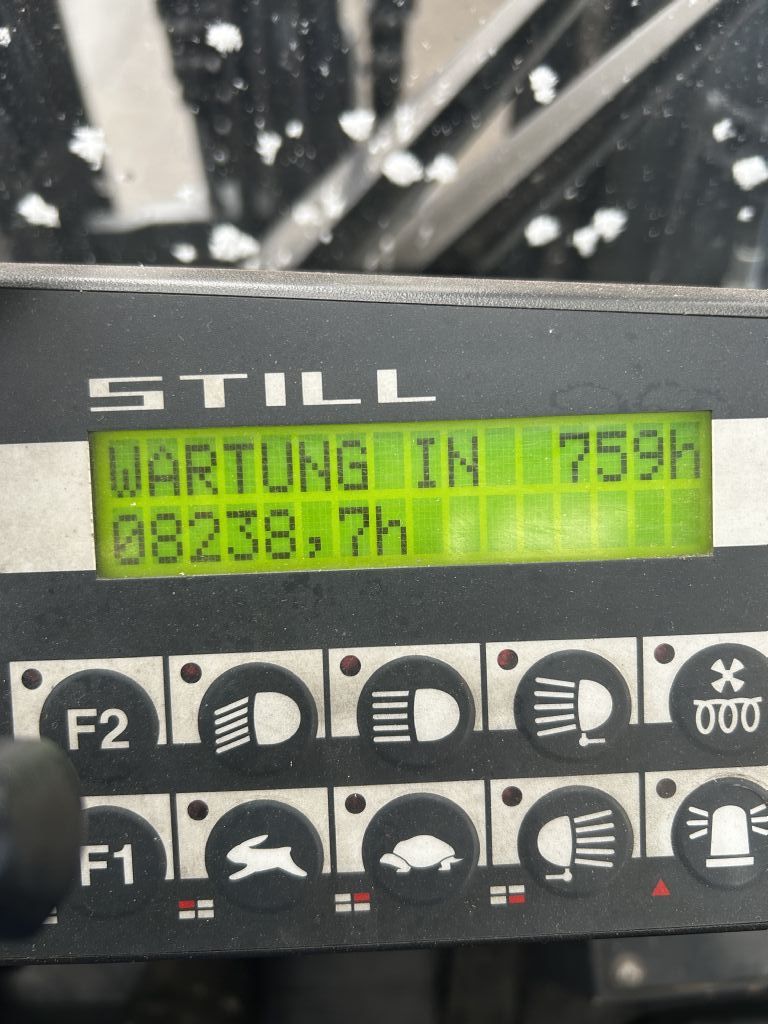 STILL
WARTUNG IN 759h
08238,7h
F2
F1